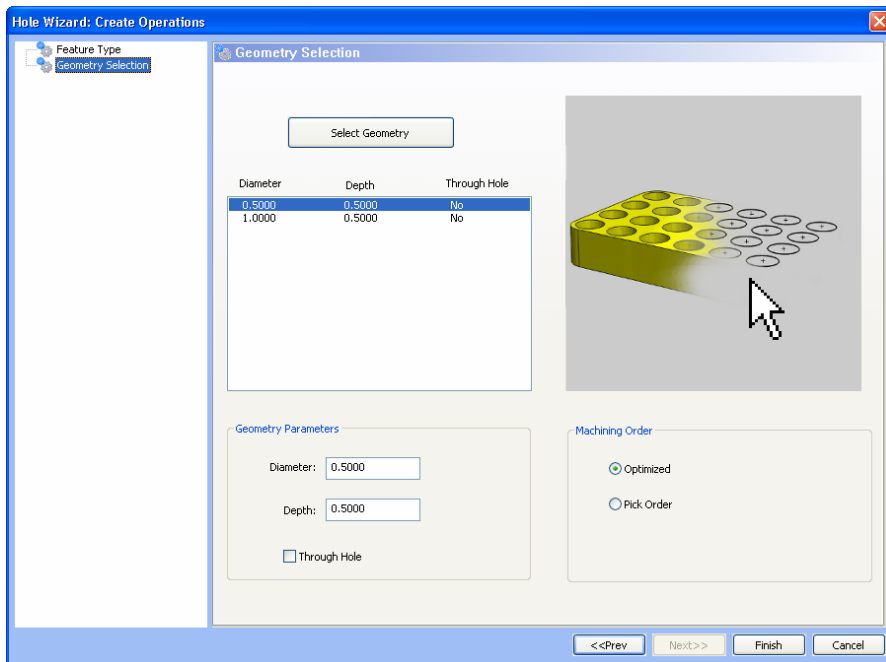 Hole Wizard: Create Operations
Feature Type
Geometry Selection
Geometry Selection
Select Geometry
Diameter Depth Through Hole
0.5000 0.5000 No
1.0000 0.5000 No
Geometry Parameters
Diameter: 0.5000
Depth: 0.5000
Through Hole
Machining Order
Optimized
Pick Order
<<Prev Next>> Finish Cancel